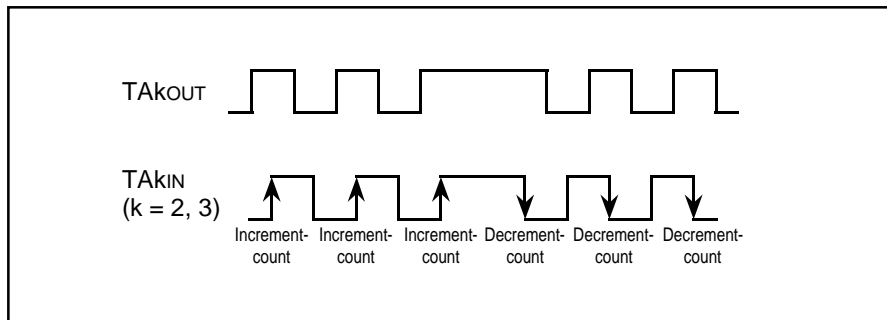 TAkOUT
TAkIN
(k = 2, 3)
Increment- Increment- Increment- Decrement- Decrement- Decrement-
count count count count count count